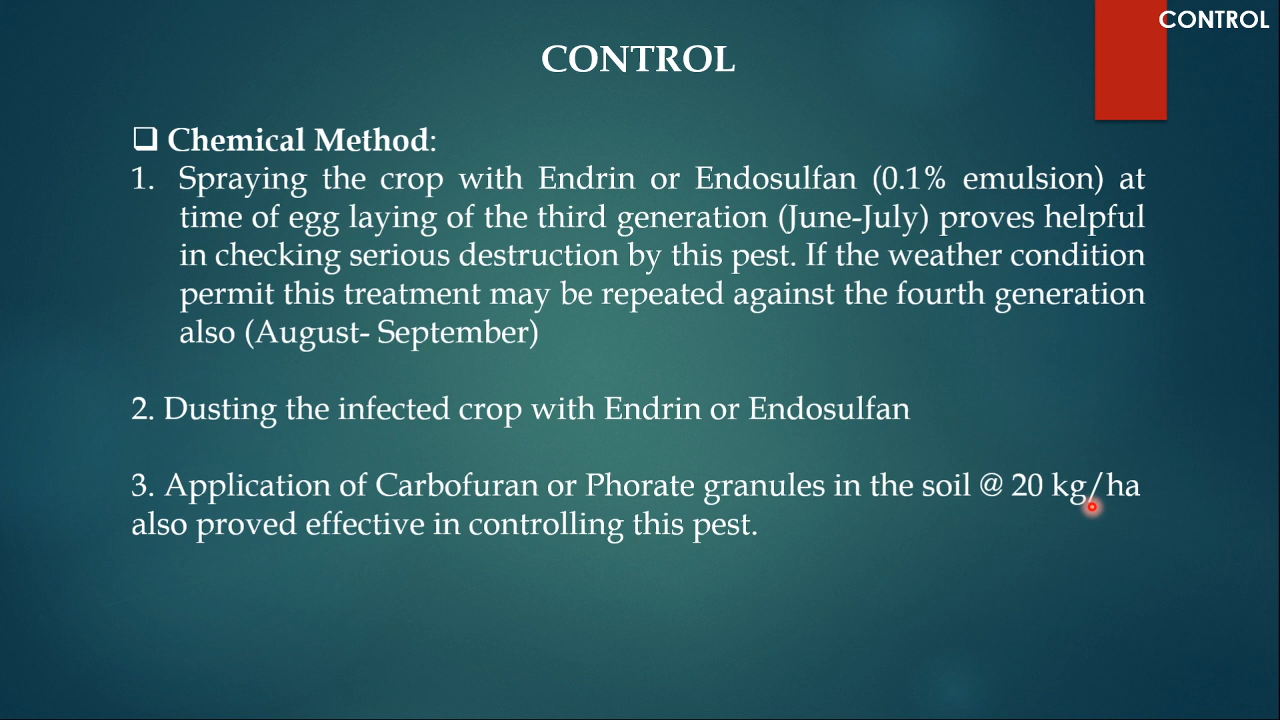 CONTROL
CONTROL
❑ Chemical Method:
1. Spraying the crop with Endrin or Endosulfan (0.1% emulsion) at
time of egg laying of the third generation (June-July) proves helpful
in checking serious destruction by this pest. If the weather condition
permit this treatment may be repeated against the fourth generation
also (August- September)
2. Dusting the infected crop with Endrin or Endosulfan
3. Application of Carbofuran or Phorate granules in the soil @ 20 kg/ha
also proved effective in controlling this pest.